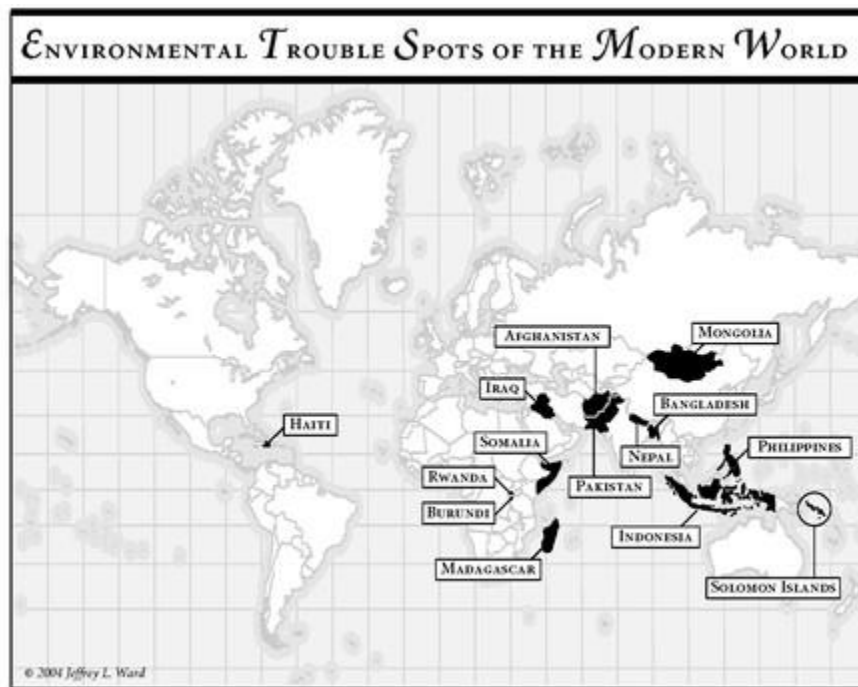 ENVIRONMENTAL TROUBLE SPOTS OF THE MODERN WORLD
AFGHANISTAN
MONGOLIA
IRAQ
BANGLADESH
HAITI
SOMALIA
NEPAL
PHILIPPINES
RWANDA
PAKISTAN
BURUNDI
INDONESIA
MADAGASCAR
SOLOMON ISLANDS
© 2004 Jeffrey L. Ward